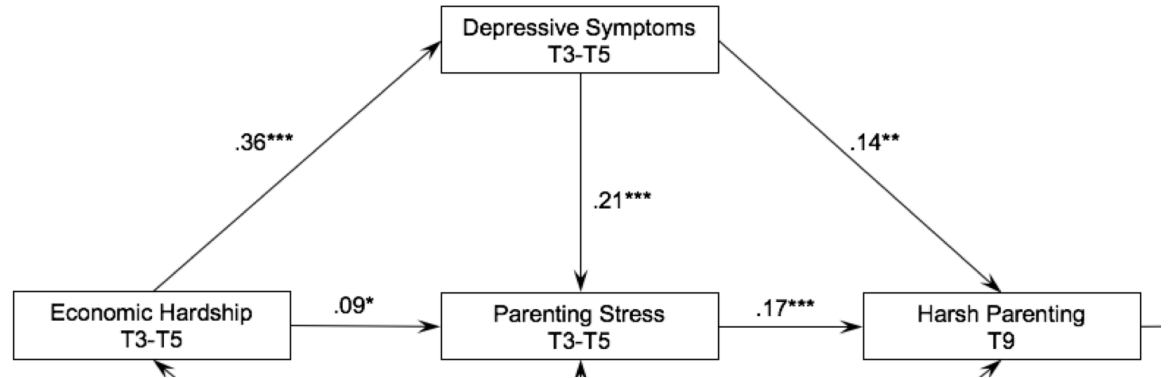 Depressive Symptoms
T3-T5
.36***
.14**
.21***
Economic Hardship
T3-T5
.09*
Parenting Stress
T3-T5
.17***
Harsh Parenting
T9